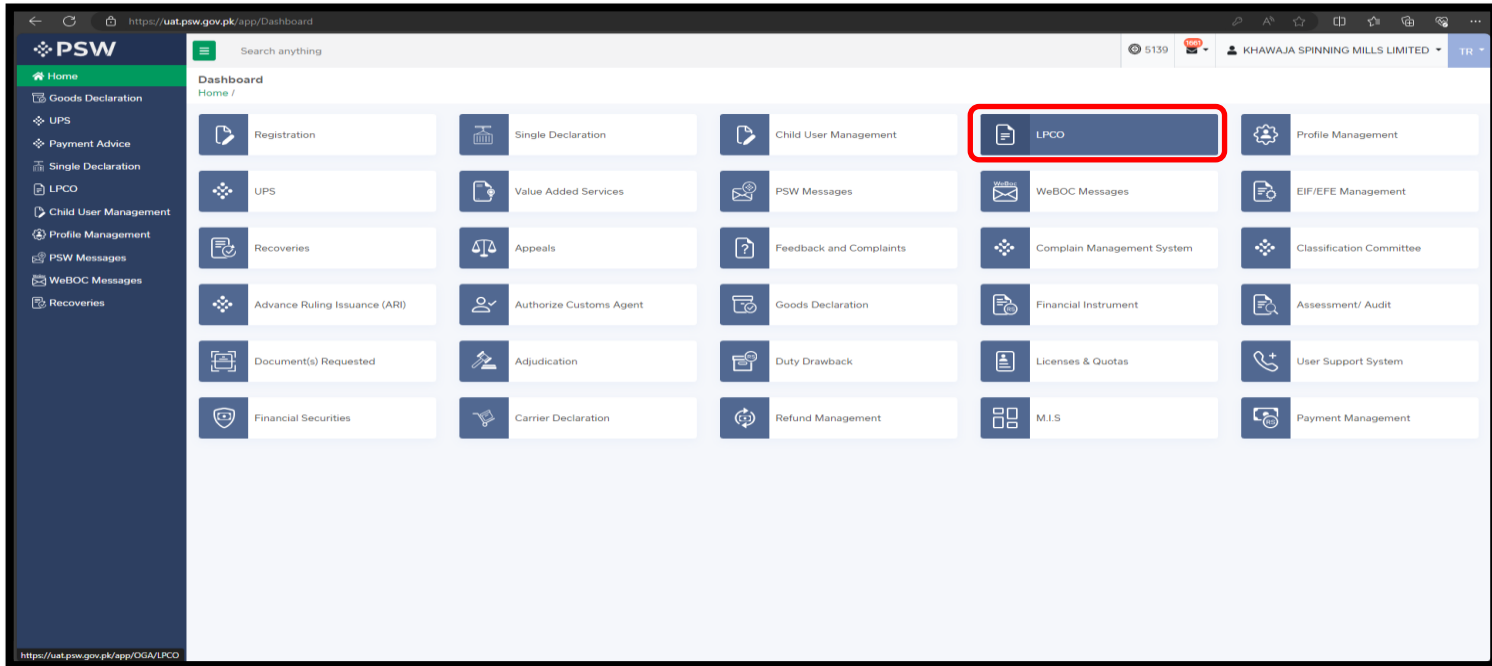 https://uat.psw.gov.pk/app/Dashboard
PSW
Search anything
5139
1661
KHAWAJA SPINNING MILLS LIMITED
TR
Home
Goods Declaration
UPS
Payment Advice
Single Declaration
LPCO
Child User Management
Profile Management
PSW Messages
WeBOC Messages
Recoveries
Dashboard
Home /
Registration
Single Declaration
Child User Management
LPCO
Profile Management
UPS
Value Added Services
PSW Messages
WeBOC Messages
EIF/EFE Management
Recoveries
Appeals
Feedback and Complaints
Complain Management System
Classification Committee
Advance Ruling Issuance (ARI)
Authorize Customs Agent
Goods Declaration
Financial Instrument
Assessment/ Audit
Document(s) Requested
Adjudication
Duty Drawback
Licenses & Quotas
User Support System
Financial Securities
Carrier Declaration
Refund Management
M.I.S
Payment Management
https://uat.psw.gov.pk/app/OGA/LPCO